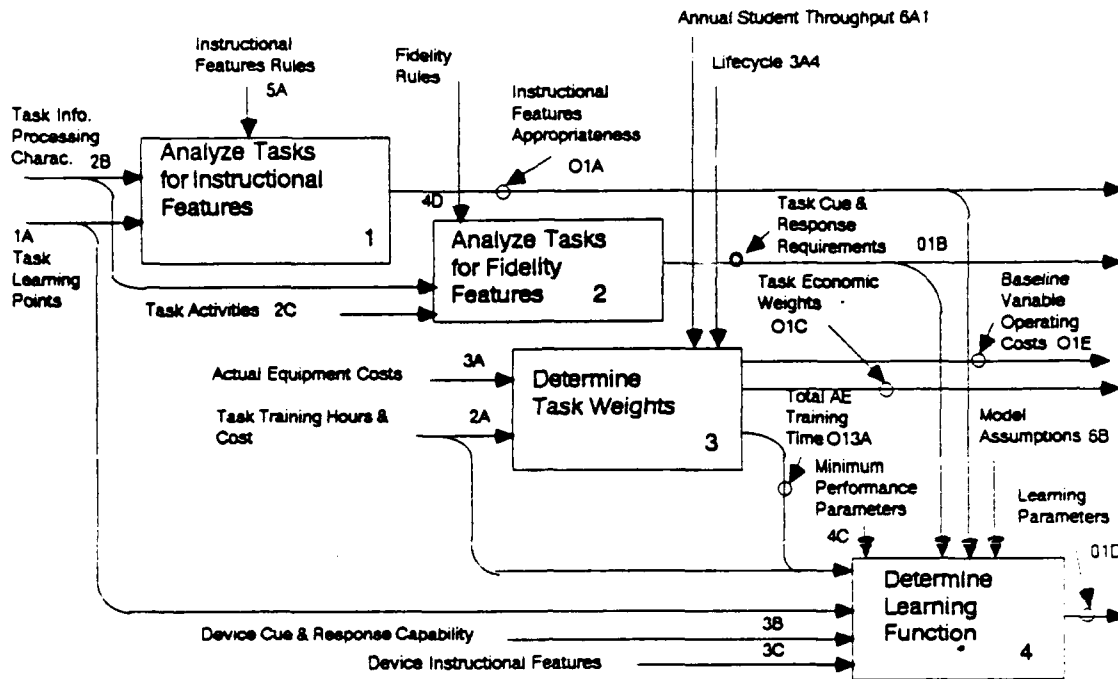 Annual Student Throughput 6A1
Lifecycle 3A4
Instructional
Features Rules
5A
Fidelity
Rules
Instructional
Features
Appropriateness
O1A
Task Info.
Processing
Charac. 2B
Analyze Tasks
for Instructional
Features
1
4D
1A
Task
Learning
Points
Analyze Tasks
for Fidelity
Features 2
Task Cue &
Response
Requirements 01B
Task Activities 2C
Task Economic
Weights
O1C
Baseline
Variable
Operating
Costs O1E
Actual Equipment Costs 3A
Determine
Task Weights
3
Task Training Hours &
Cost
2A
Total AE
Training
Time O13A
Model
Assumptions 6B
Minimum
Performance
Parameters
4C
Learning
Parameters
01D
Determine
Learning
Function
4
Device Cue & Response Capability 3B
Device Instructional Features 3C